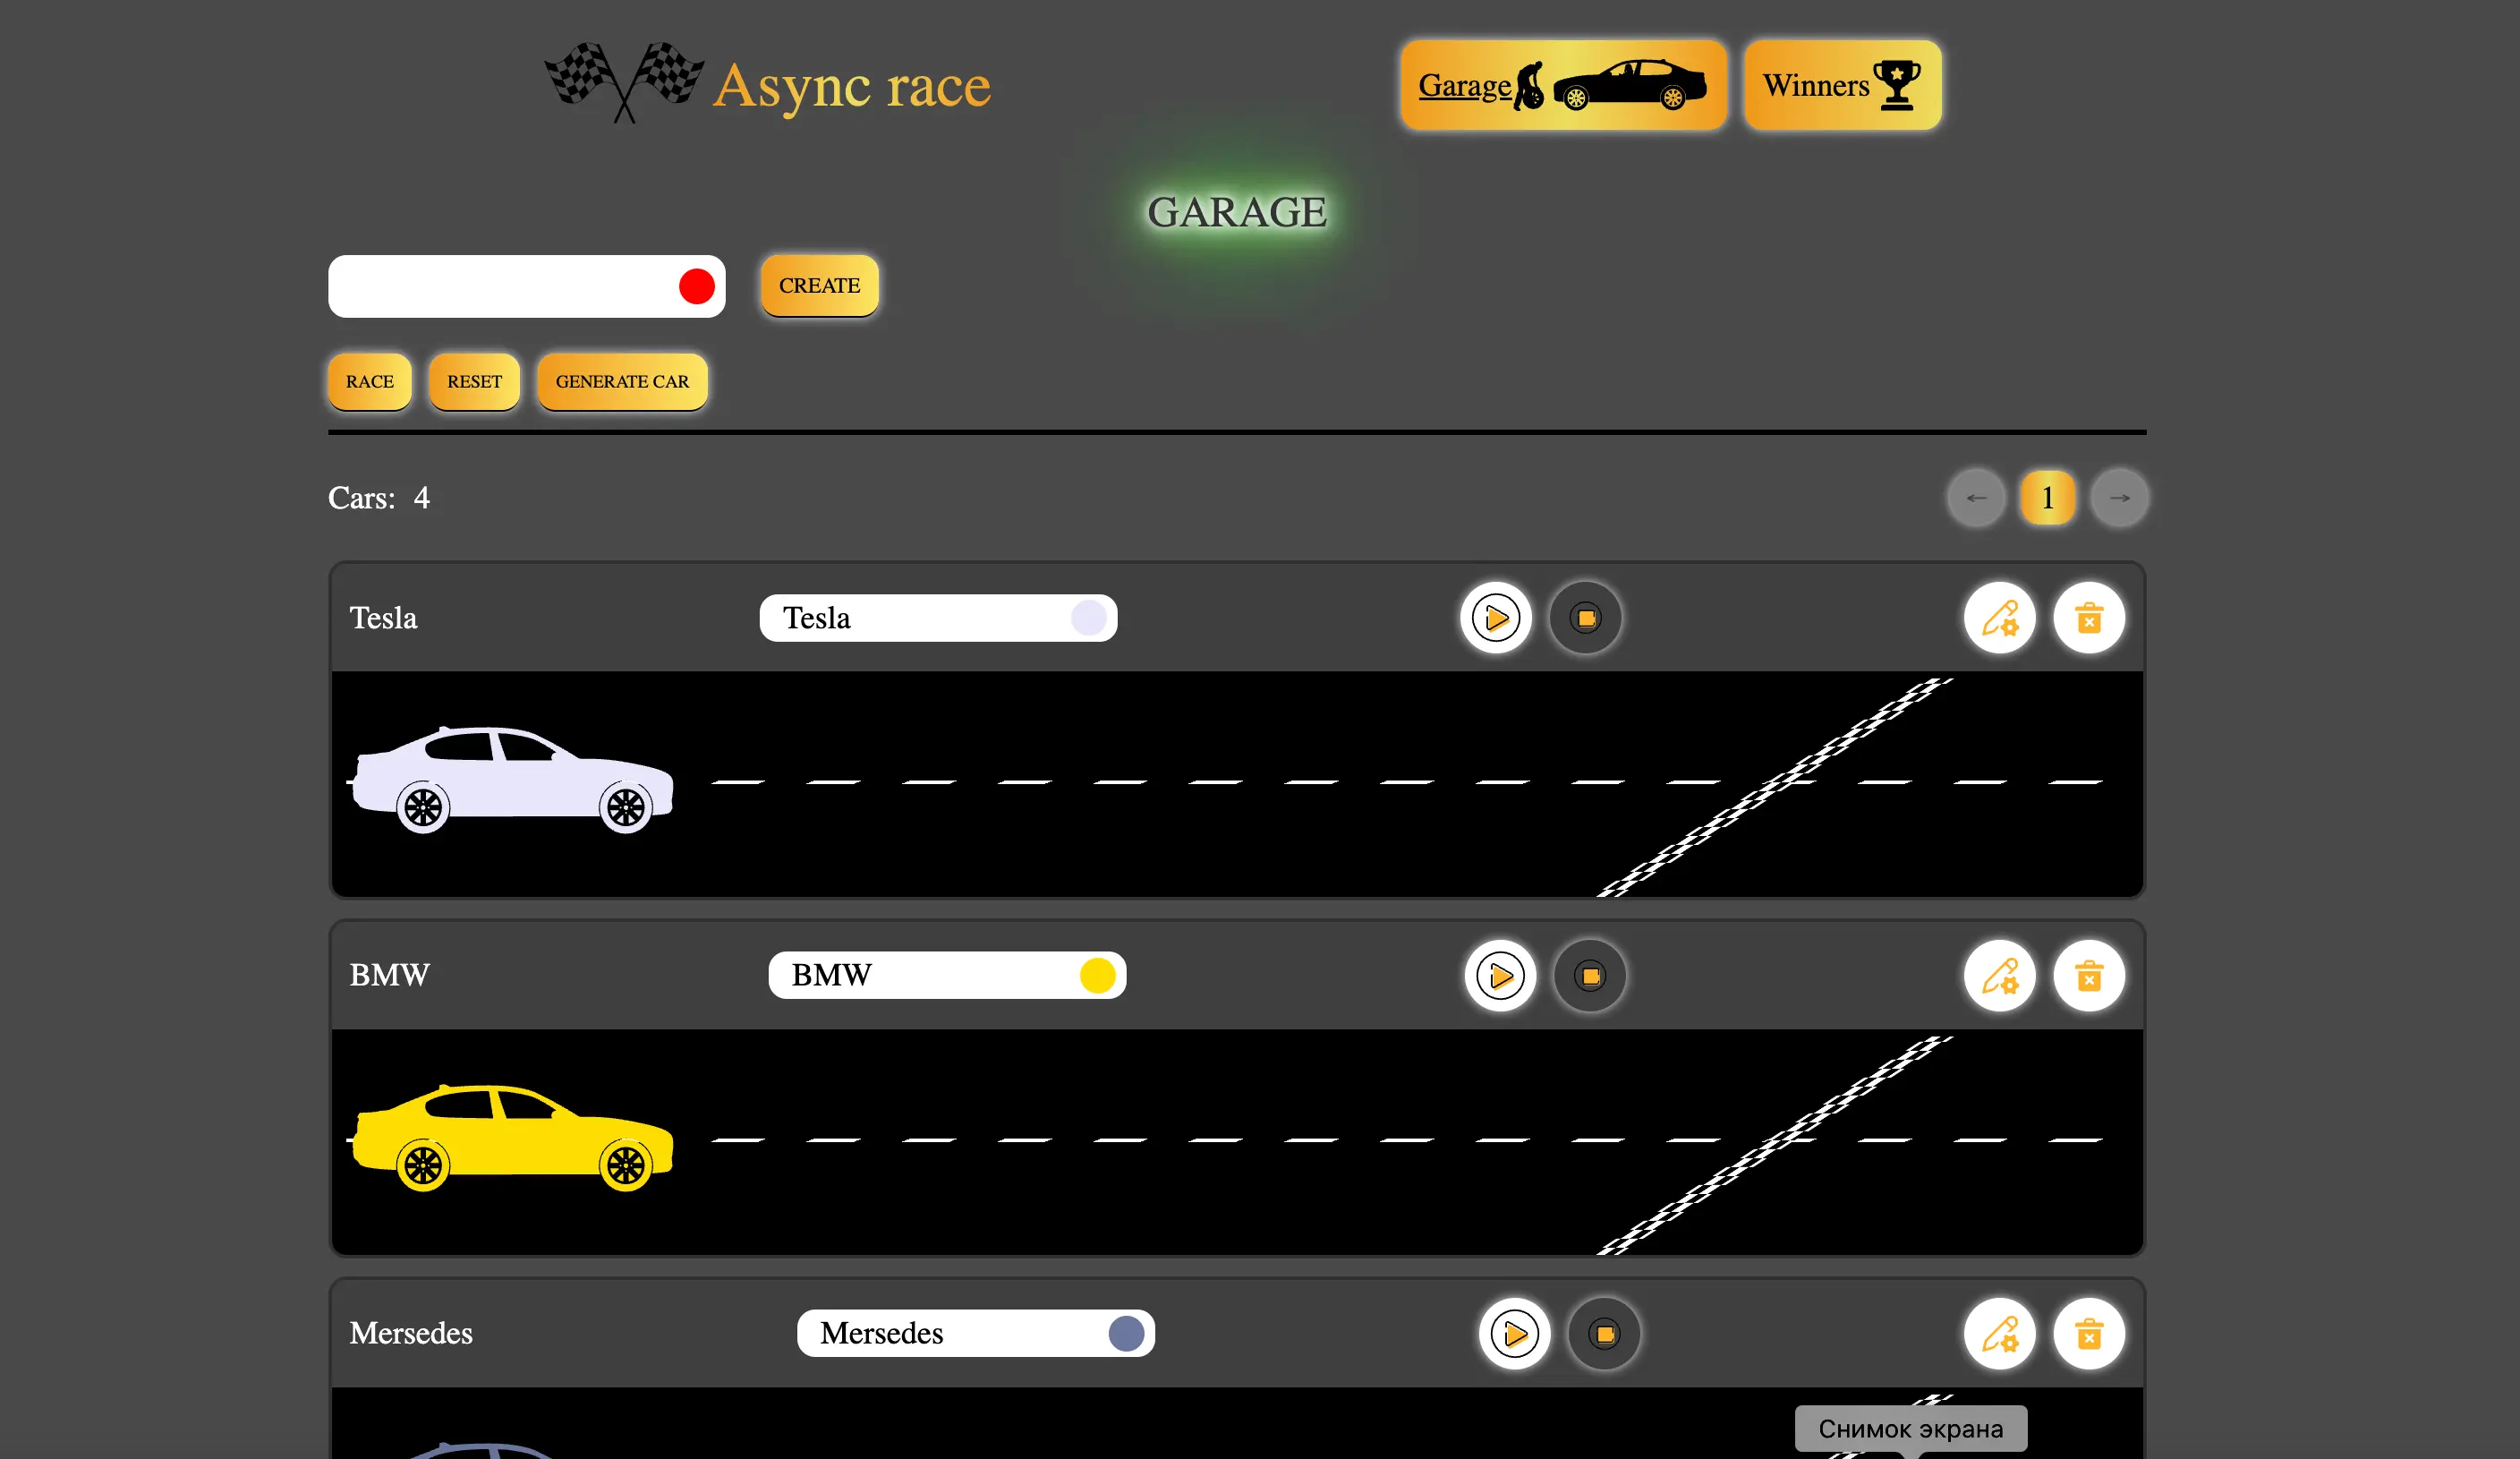 Async race
Garage
Winners
GARAGE
CREATE
RACE
RESET
GENERATE CAR
Cars: 4
← 1 →
Tesla
Tesla
BMW
BMW
Mersedes
Mersedes
Снимок экрана